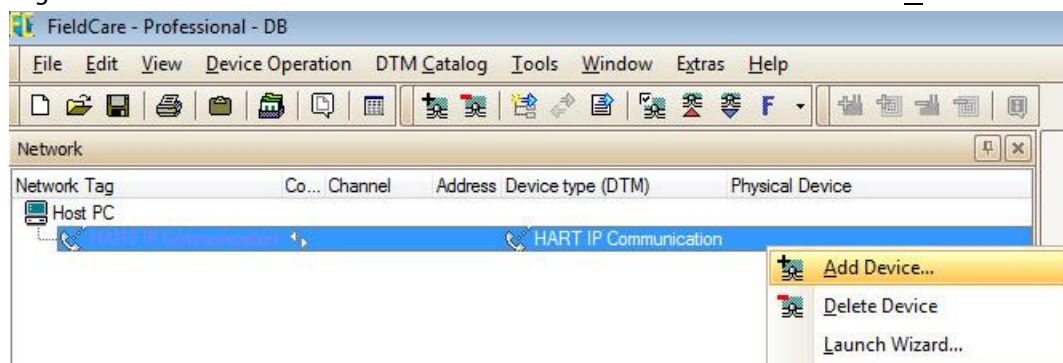 FieldCare - Professional - DB
File Edit View Device Operation DTM Catalog Tools Window Extras Help
F
Network
Network Tag Co... Channel Address Device type (DTM) Physical Device
Host PC
HART IP Communication HART IP Communication
Add Device...
Delete Device
Launch Wizard...